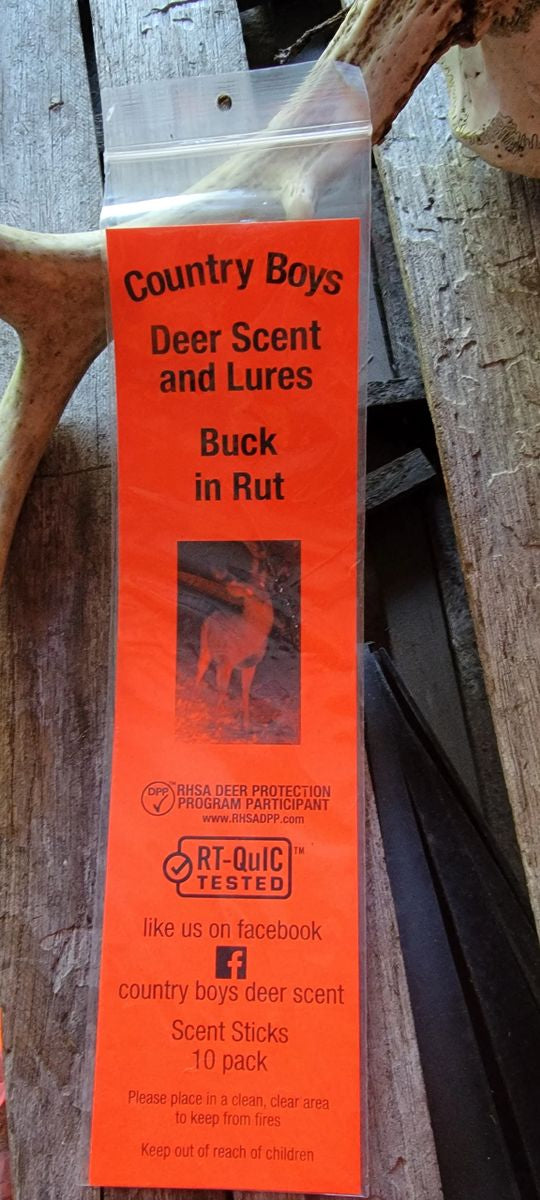 Country Boys
Deer Scent
and Lures
Buck
in Rut
DPP™ RHSA DEER PROTECTION
PROGRAM PARTICIPANT
www.RHSADPP.com
RT-QuIC™
TESTED
like us on facebook
f
country boys deer scent
Scent Sticks
10 pack
Please place in a clean, clear area
to keep from fires
Keep out of reach of children